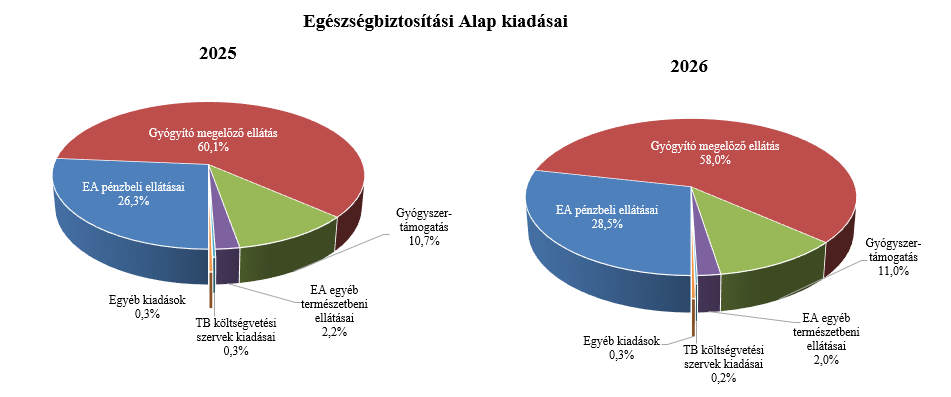 Egészségbiztosítási Alap kiadásai
2025
Gyógyító megelőző ellátás
60,1%
EA pénzbeli ellátásai
26,3%
Gyógyszer-
támogatás
10,7%
EA egyéb
természetbeni
ellátásai
2,2%
TB költségvetési
szervek kiadásai
0,3%
Egyéb kiadások
0,3%
2026
Gyógyító megelőző ellátás
58,0%
EA pénzbeli ellátásai
28,5%
Gyógyszer-
támogatás
11,0%
EA egyéb
természetbeni
ellátásai
2,0%
TB költségvetési
szervek kiadásai
0,2%
Egyéb kiadások
0,3%